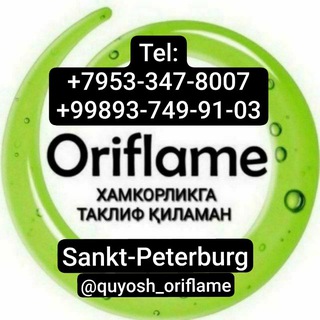 Tel:
+7953-347-8007
+99893-749-91-03
Oriflame
ХАМКОРЛИКГА
ТАКЛИФ ҚИЛАМАН
Sankt-Peterburg
@quyosh_oriflame